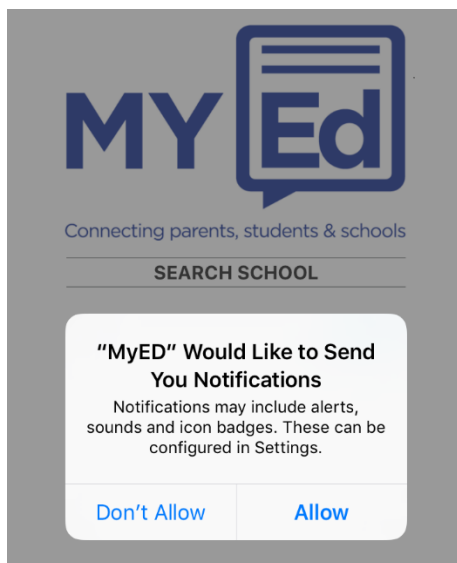 MY Ed
Connecting parents, students & schools
SEARCH SCHOOL
“MyED” Would Like to Send
You Notifications
Notifications may include alerts,
sounds and icon badges. These can be
configured in Settings.
Don’t Allow
Allow